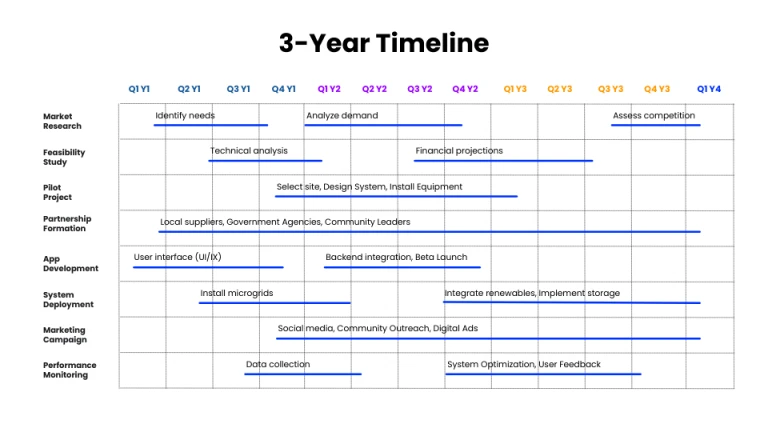 3-Year Timeline
Q1 Y1 Q2 Y1 Q3 Y1 Q4 Y1 Q1 Y2 Q2 Y2 Q3 Y2 Q4 Y2 Q1 Y3 Q2 Y3 Q3 Y3 Q4 Y3 Q1 Y4
Market
Research
Identify needs
Analyze demand
Assess competition
Feasibility
Study
Technical analysis
Financial projections
Pilot
Project
Select site, Design System, Install Equipment
Partnership
Formation
Local suppliers, Government Agencies, Community Leaders
App
Development
User interface (UI/IX)
Backend integration, Beta Launch
System
Deployment
Install microgrids
Integrate renewables, Implement storage
Marketing
Campaign
Social media, Community Outreach, Digital Ads
Performance
Monitoring
Data collection
System Optimization, User Feedback